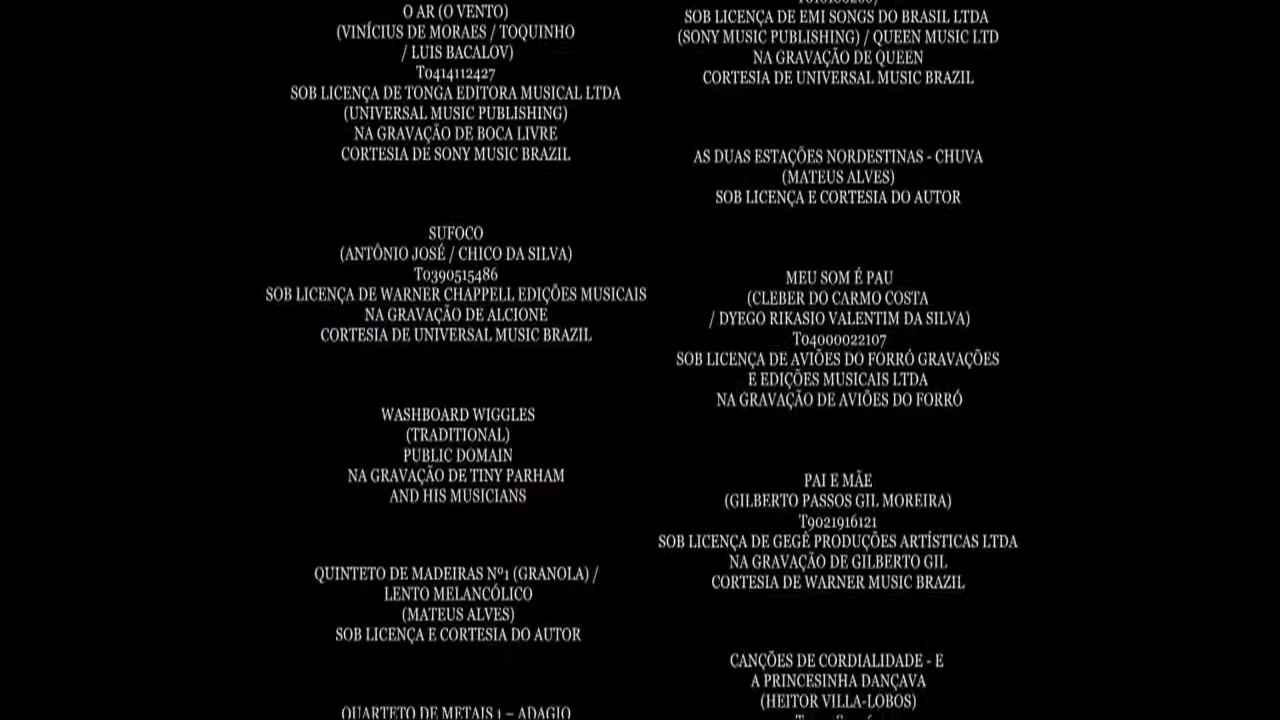 O AR (O VENTO)
(VINÍCIUS DE MORAES / TOQUINHO
/ LUIS BACALOV)
T0414112427
SOB LICENÇA DE TONGA EDITORA MUSICAL LTDA
(UNIVERSAL MUSIC PUBLISHING)
NA GRAVAÇÃO DE BOCA LIVRE
CORTESIA DE SONY MUSIC BRAZIL
SUFOCO
(ANTÔNIO JOSÉ / CHICO DA SILVA)
T0390515486
SOB LICENÇA DE WARNER CHAPPELL EDIÇÕES MUSICAIS
NA GRAVAÇÃO DE ALCIONE
CORTESIA DE UNIVERSAL MUSIC BRAZIL
WASHBOARD WIGGLES
(TRADITIONAL)
PUBLIC DOMAIN
NA GRAVAÇÃO DE TINY PARHAM
AND HIS MUSICIANS
QUINTETO DE MADEIRAS Nº1 (GRANOLA) /
LENTO MELANCÓLICO
(MATEUS ALVES)
SOB LICENÇA E CORTESIA DO AUTOR
QUARTETO DE METAIS 1 – ADAGIO
SOB LICENÇA DE EMI SONGS DO BRASIL LTDA
(SONY MUSIC PUBLISHING) / QUEEN MUSIC LTD
NA GRAVAÇÃO DE QUEEN
CORTESIA DE UNIVERSAL MUSIC BRAZIL
AS DUAS ESTAÇÕES NORDESTINAS - CHUVA
(MATEUS ALVES)
SOB LICENÇA E CORTESIA DO AUTOR
MEU SOM É PAU
(CLEBER DO CARMO COSTA
/ DYEGO RIKASIO VALENTIM DA SILVA)
T04000022107
SOB LICENÇA DE AVIÕES DO FORRÓ GRAVAÇÕES
E EDIÇÕES MUSICAIS LTDA
NA GRAVAÇÃO DE AVIÕES DO FORRÓ
PAI E MÃE
(GILBERTO PASSOS GIL MOREIRA)
T9021916121
SOB LICENÇA DE GEGÊ PRODUÇÕES ARTÍSTICAS LTDA
NA GRAVAÇÃO DE GILBERTO GIL
CORTESIA DE WARNER MUSIC BRAZIL
CANÇÕES DE CORDIALIDADE - E
A PRINCESINHA DANÇAVA
(HEITOR VILLA-LOBOS)